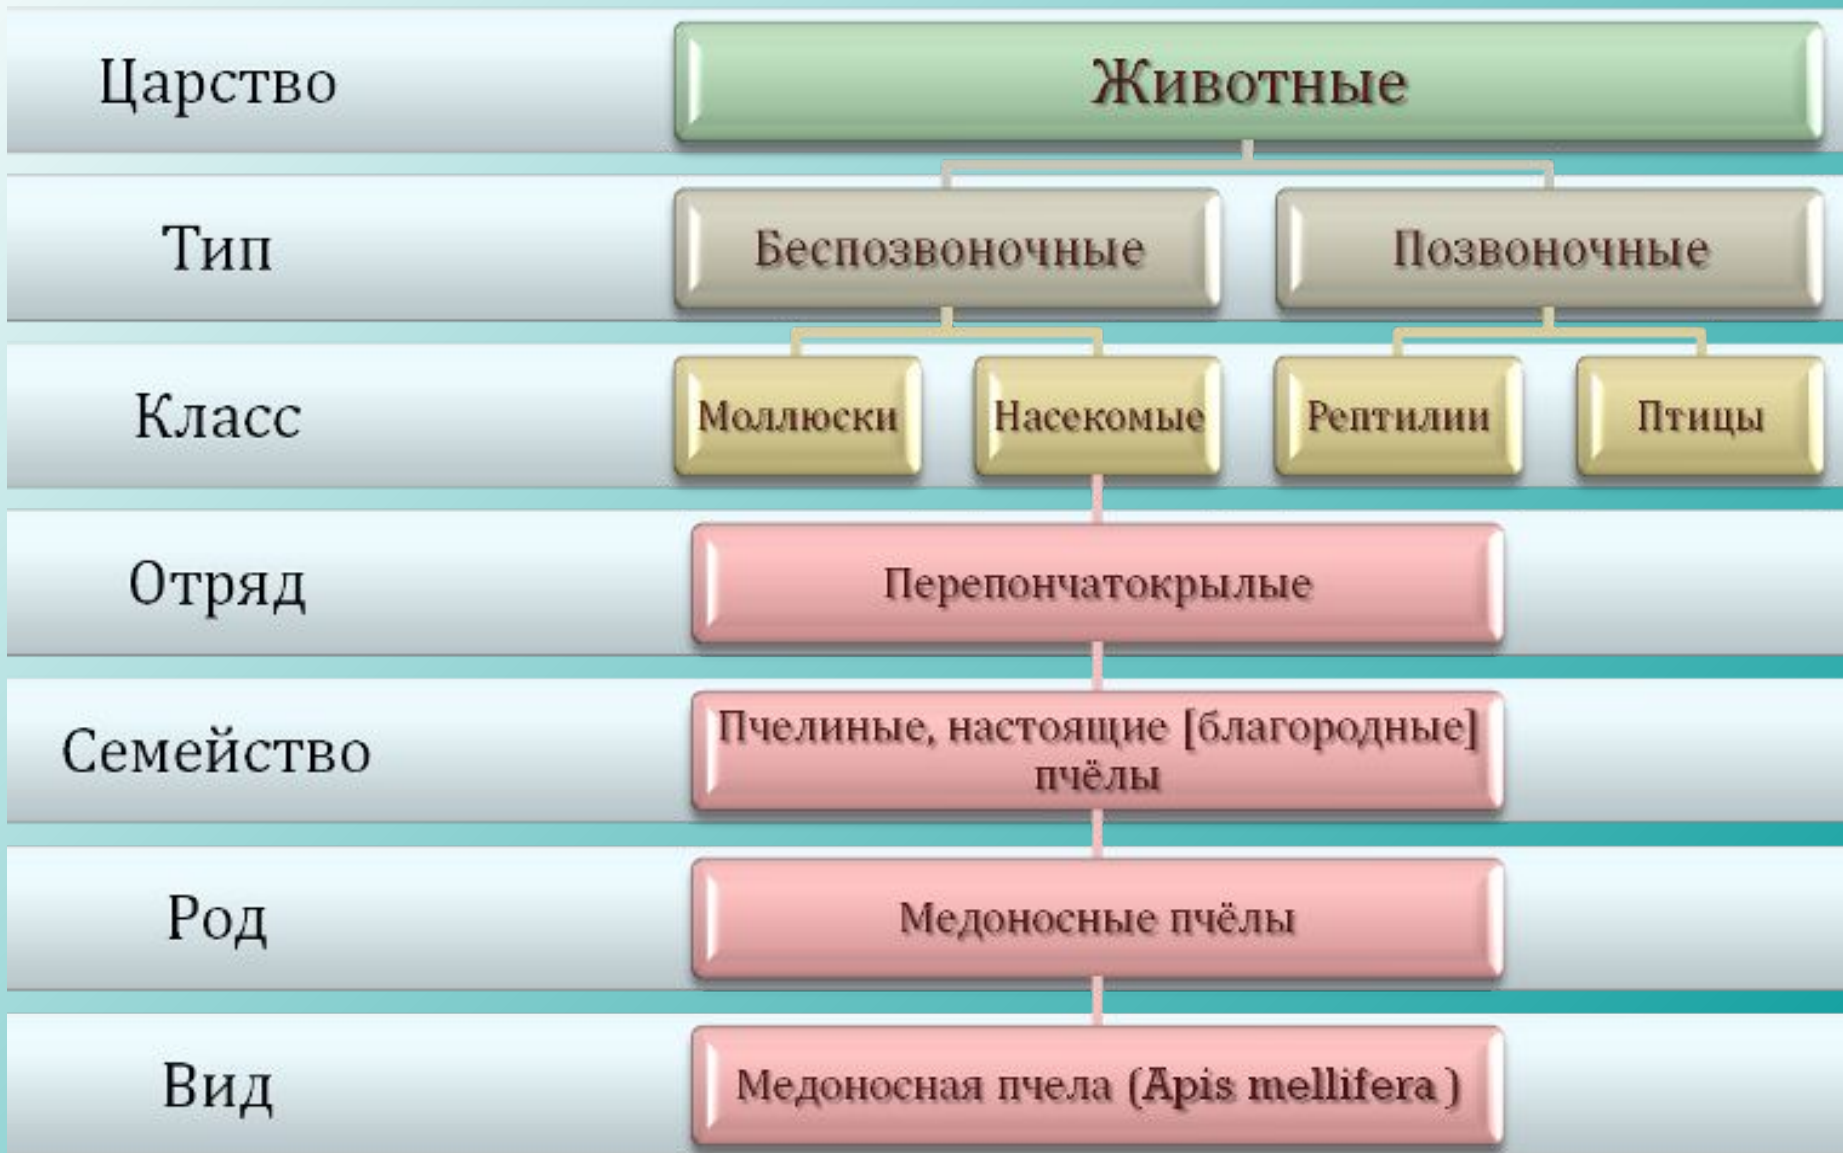 Царство
Животные
Тип
Беспозвоночные
Позвоночные
Класс
Моллюски
Насекомые
Рептилии
Птицы
Отряд
Перепончатокрылые
Семейство
Пчелиные, настоящие [благородные]
пчёлы
Род
Медоносные пчёлы
Вид
Медоносная пчела (Apis mellifera )